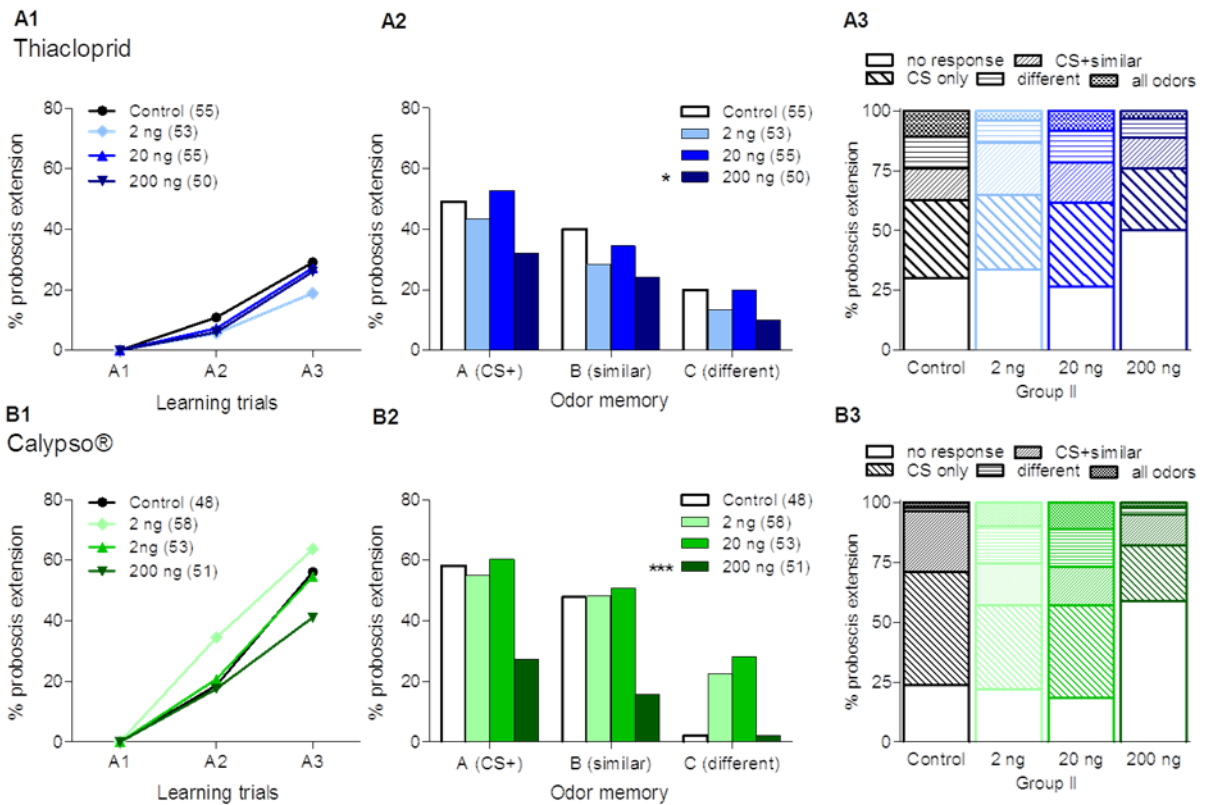 A1
Thiacloprid
Control (55)
2 ng (53)
20 ng (55)
200 ng (50)
% proboscis extension
80
60
40
20
0
A1 A2 A3
Learning trials
A2
Control (55)
2 ng (53)
20 ng (55)
* 200 ng (50)
% proboscis extension
80
60
40
20
0
A (CS+) B (similar) C (different)
Odor memory
A3
no response CS+similar
CS only different all odors
% proboscis extension
100
75
50
25
0
Control 2 ng 20 ng 200 ng
Group II
B1
Calypso®
Control (48)
2 ng (58)
2ng (53)
200 ng (51)
% proboscis extension
80
60
40
20
0
A1 A2 A3
Learning trials
B2
Control (48)
2 ng (58)
20 ng (53)
*** 200 ng (51)
% proboscis extension
80
60
40
20
0
A (CS+) B (similar) C (different)
Odor memory
B3
no response CS+similar
CS only different all odors
% proboscis extension
100
75
50
25
0
Control 2 ng 20 ng 200 ng
Group II